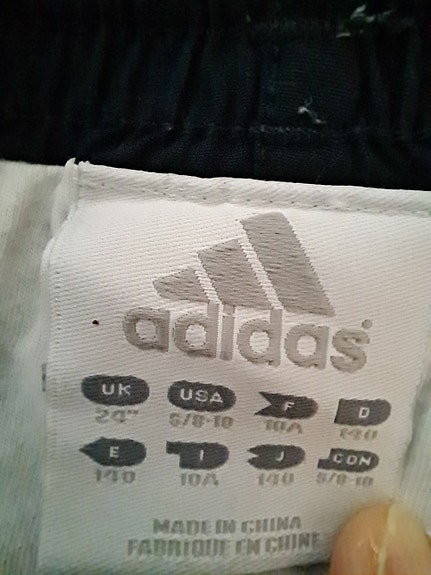 adidas
UK USA F D
24" S/8-10 10A 140
E I J CDN
140 10A 140 S/8-10
MADE IN CHINA
FABRIQUE EN CHINE